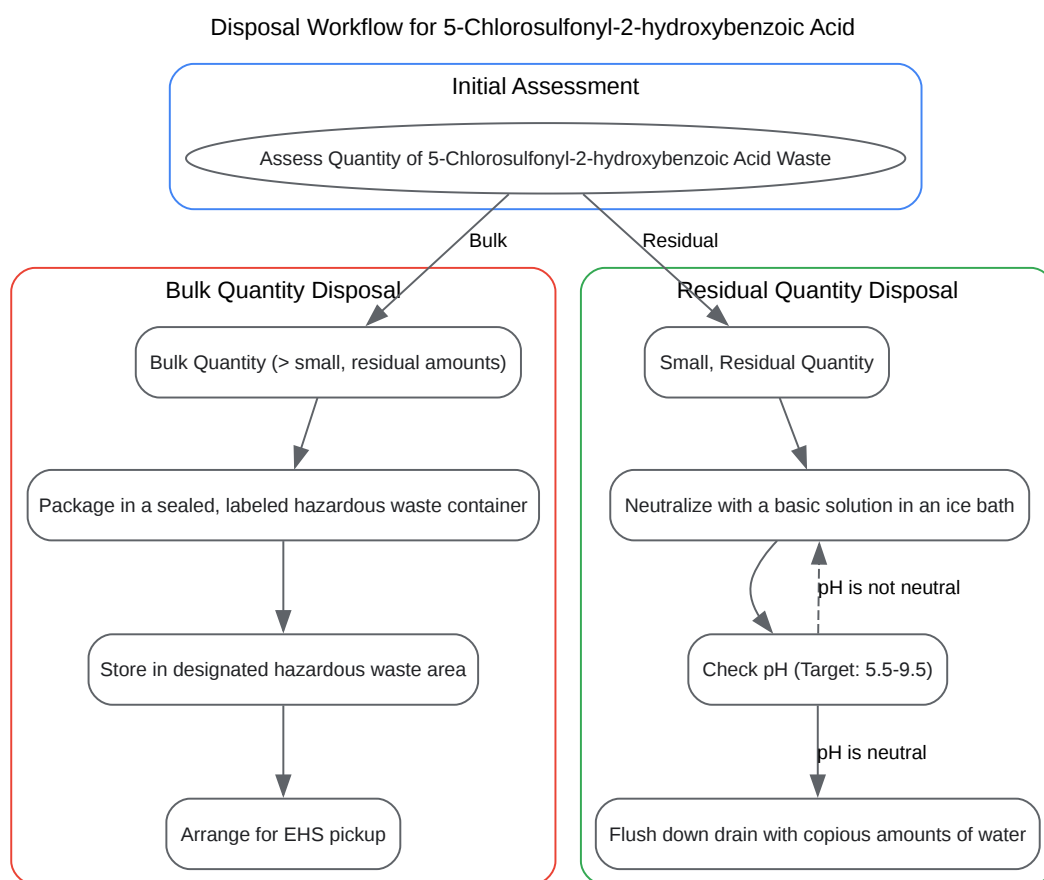 Disposal Workflow for 5-Chlorosulfonyl-2-hydroxybenzoic Acid
Initial Assessment
Assess Quantity of 5-Chlorosulfonyl-2-hydroxybenzoic Acid Waste
Bulk
Residual
Bulk Quantity Disposal
Residual Quantity Disposal
Bulk Quantity (> small, residual amounts)
Small, Residual Quantity
Package in a sealed, labeled hazardous waste container
Neutralize with a basic solution in an ice bath
pH is not neutral
Store in designated hazardous waste area
Check pH (Target: 5.5-9.5)
pH is neutral
Arrange for EHS pickup
Flush down drain with copious amounts of water